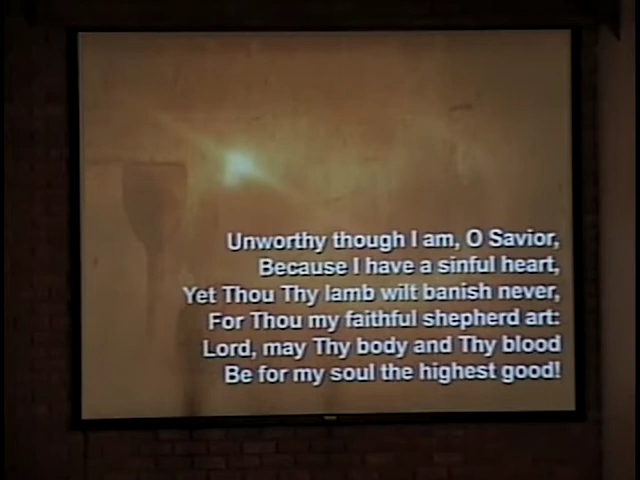 Unworthy though I am, O Savior,
Because I have a sinful heart,
Yet Thou Thy lamb wilt banish never,
For Thou my faithful shepherd art:
Lord, may Thy body and Thy blood
Be for my soul the highest good!